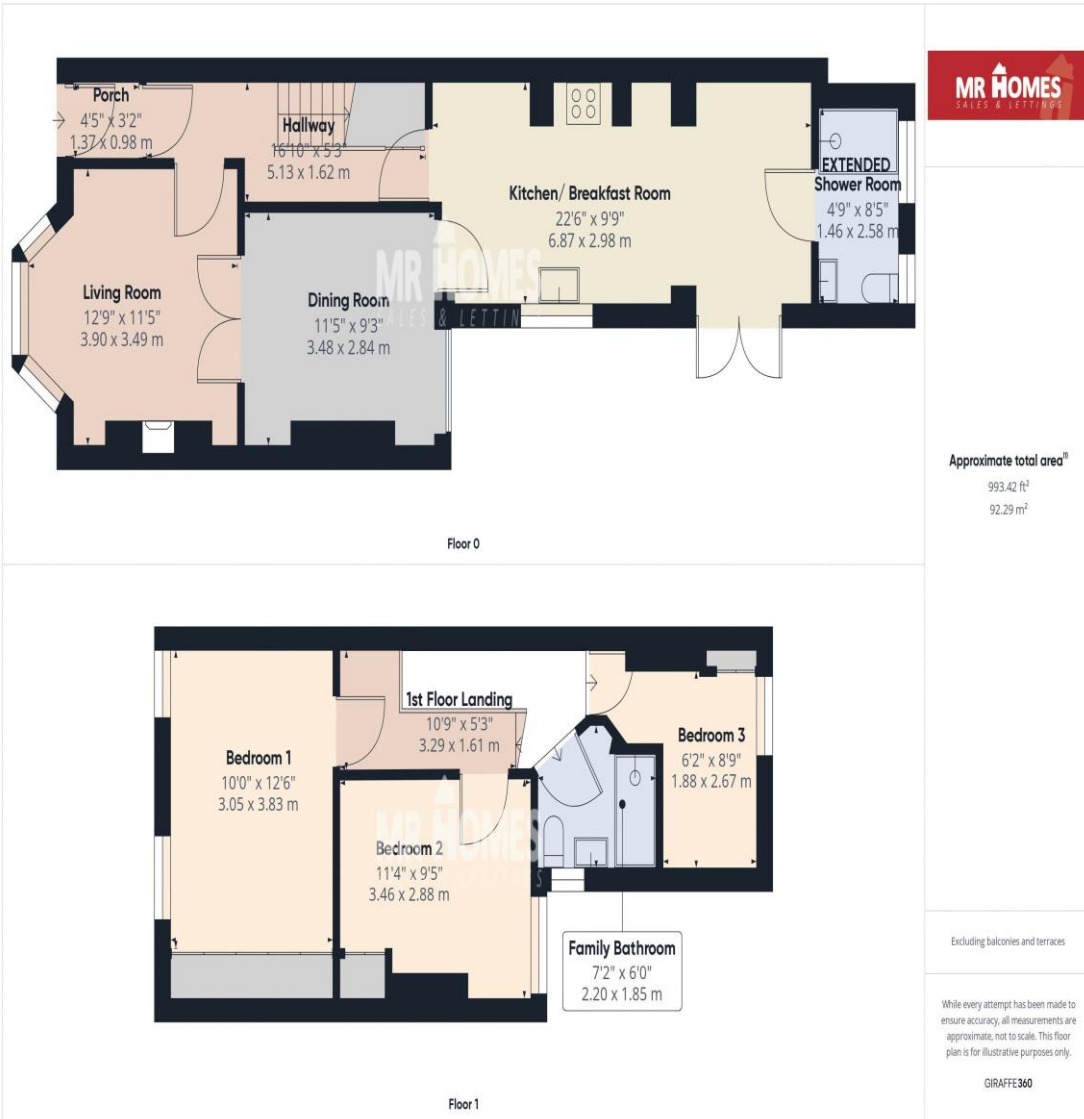 Porch
4'5" x 3'2"
1.37 x 0.98 m
Hallway
16'10" x 5'3"
5.13 x 1.62 m
Kitchen/ Breakfast Room
22'6" x 9'9"
6.87 x 2.98 m
EXTENDED
Shower Room
4'9" x 8'5"
1.46 x 2.58 m
Living Room
12'9" x 11'5"
3.90 x 3.49 m
Dining Room
11'5" x 9'3"
3.48 x 2.84 m
MR HOMES
SALES & LETTIN
Floor 0
1st Floor Landing
10'9" x 5'3"
3.29 x 1.61 m
Bedroom 1
10'0" x 12'6"
3.05 x 3.83 m
Bedroom 3
6'2" x 8'9"
1.88 x 2.67 m
MR HOMES
Bedroom 2
11'4" x 9'5"
3.46 x 2.88 m
Family Bathroom
7'2" x 6'0"
2.20 x 1.85 m
Floor 1
MR HOMES
SALES & LETTINGS
Approximate total area(1)
993.42 ft²
92.29 m²
Excluding balconies and terraces
While every attempt has been made to
ensure accuracy, all measurements are
approximate, not to scale. This floor
plan is for illustrative purposes only.
GIRAFFE360